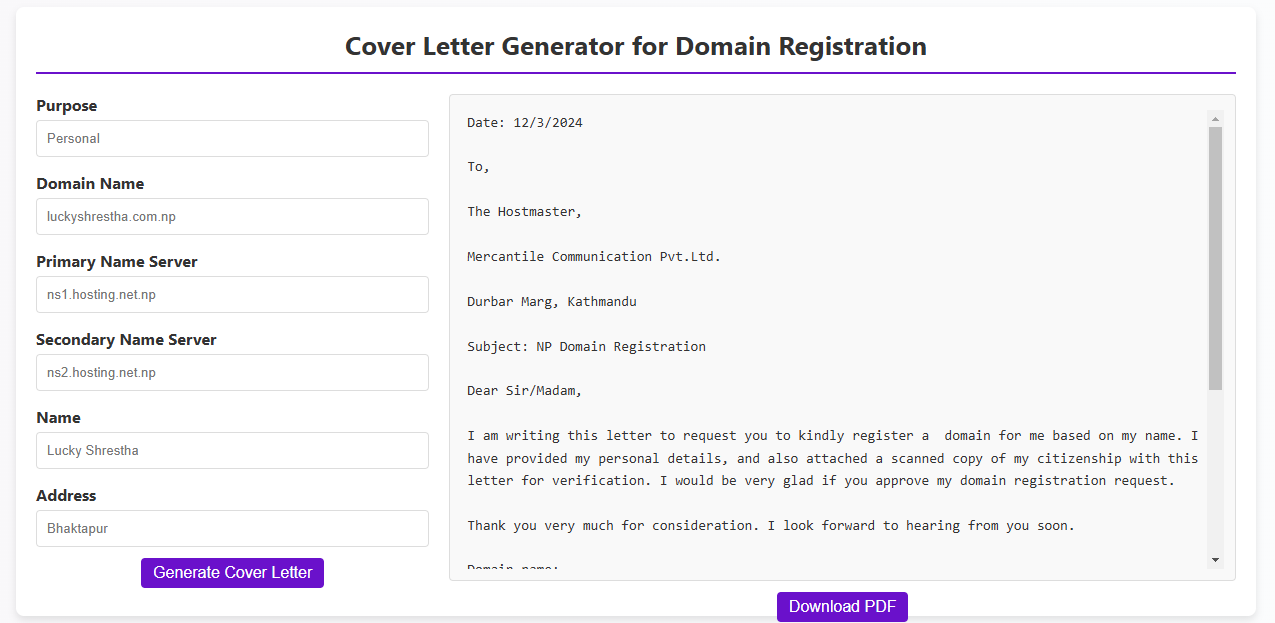 Cover Letter Generator for Domain Registration
Purpose
Personal
Domain Name
luckyshrestha.com.np
Primary Name Server
ns1.hosting.net.np
Secondary Name Server
ns2.hosting.net.np
Name
Lucky Shrestha
Address
Bhaktapur
Generate Cover Letter
Date: 12/3/2024
To,
The Hostmaster,
Mercantile Communication Pvt.Ltd.
Durbar Marg, Kathmandu
Subject: NP Domain Registration
Dear Sir/Madam,
I am writing this letter to request you to kindly register a  domain for me based on my name. I
have provided my personal details, and also attached a scanned copy of my citizenship with this
letter for verification. I would be very glad if you approve my domain registration request.
Thank you very much for consideration. I look forward to hearing from you soon.
Domain name:
Download PDF